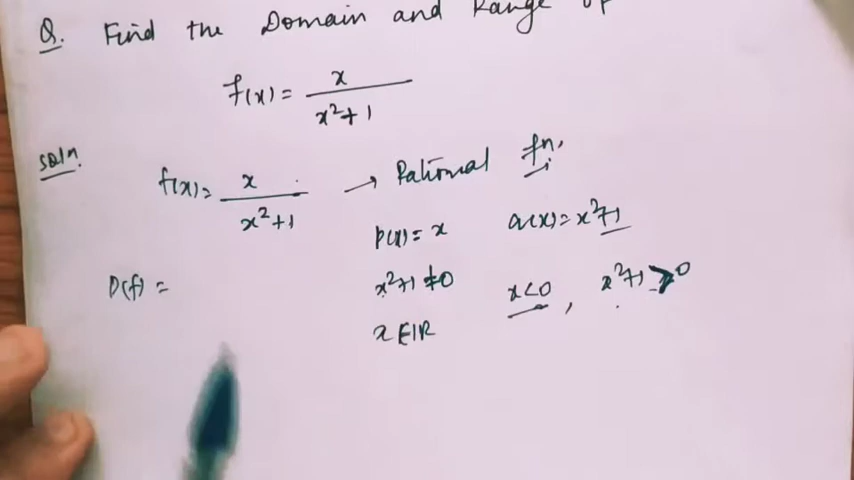 Q. Find the Domain and Range of
f(x) = x / x²+1
Soln.
f(x) = x / x²+1 → Rational fn.
p(x) = x q(x) = x²+1
D(f) = x²+1 ≠0 x<0 , x²+1 >0
x ∈ IR